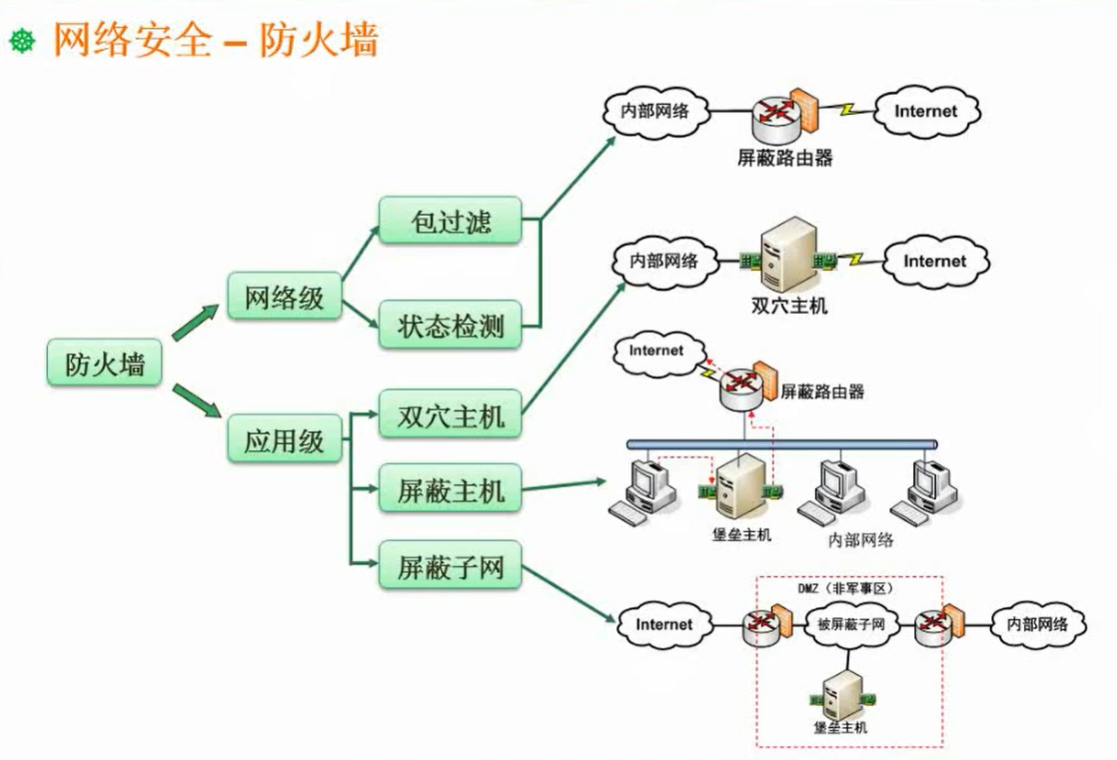 网络安全 – 防火墙
防火墙
网络级
应用级
包过滤
状态检测
双穴主机
屏蔽主机
屏蔽子网
内部网络
屏蔽路由器
Internet
内部网络
双穴主机
Internet
Internet
屏蔽路由器
堡垒主机
内部网络
DMZ（非军事区）
Internet
被屏蔽子网
内部网络
堡垒主机